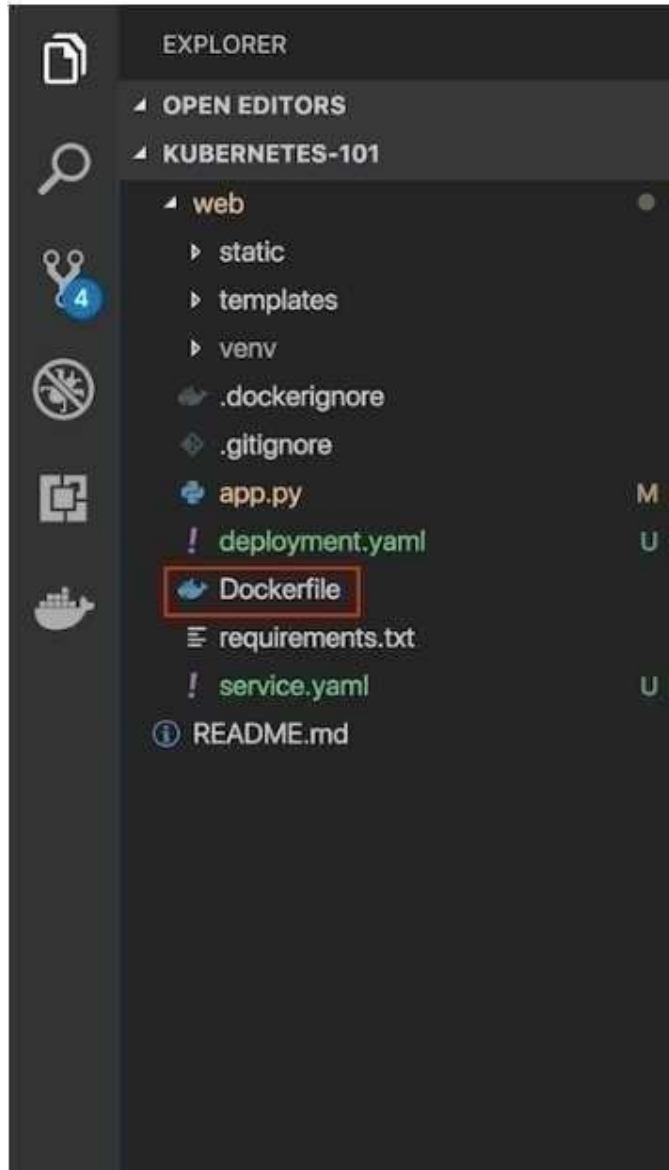 EXPLORER
OPEN EDITORS
KUBERNETES-101
web
static
templates
venv
.dockerignore
.gitignore
4
app.py M
deployment.yaml U
Dockerfile
requirements.txt
service.yaml U
README.md